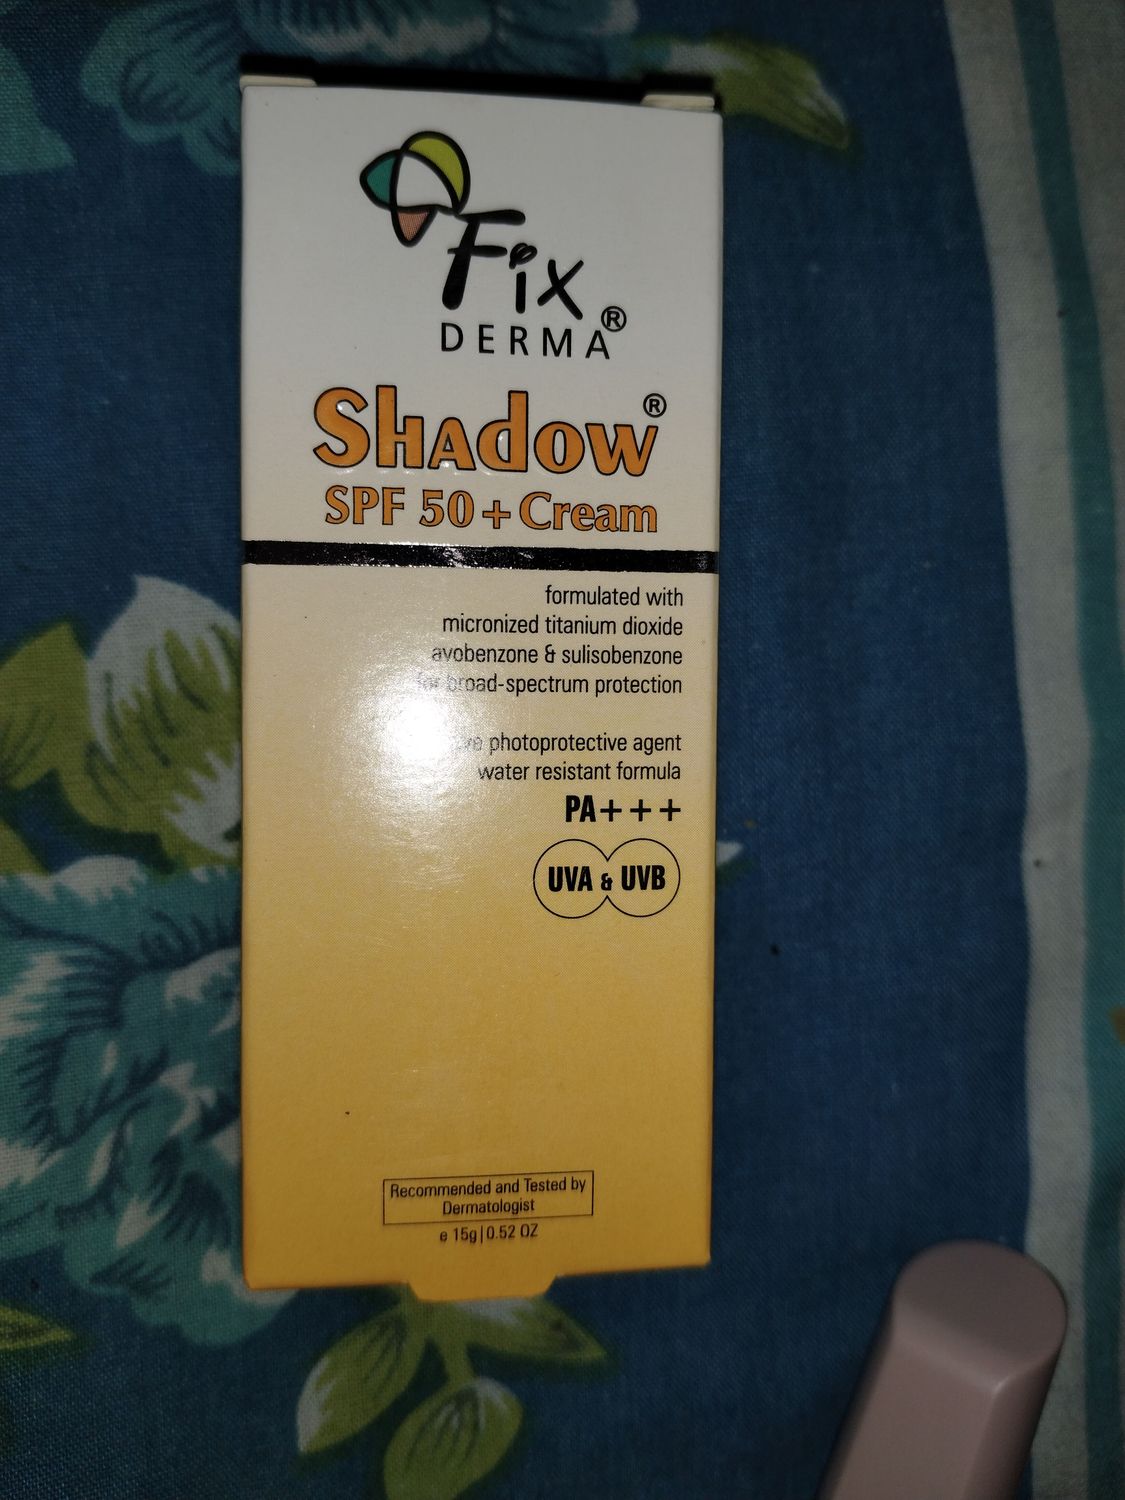 Fix
DERMA®
Shadow®
SPF 50+ Cream
formulated with
micronized titanium dioxide
avobenzone & sulisobenzone
for broad-spectrum protection
photoprotective agent
water resistant formula
PA+++
UVA & UVB
Recommended and Tested by
Dermatologist
e 15g|0.52 OZ